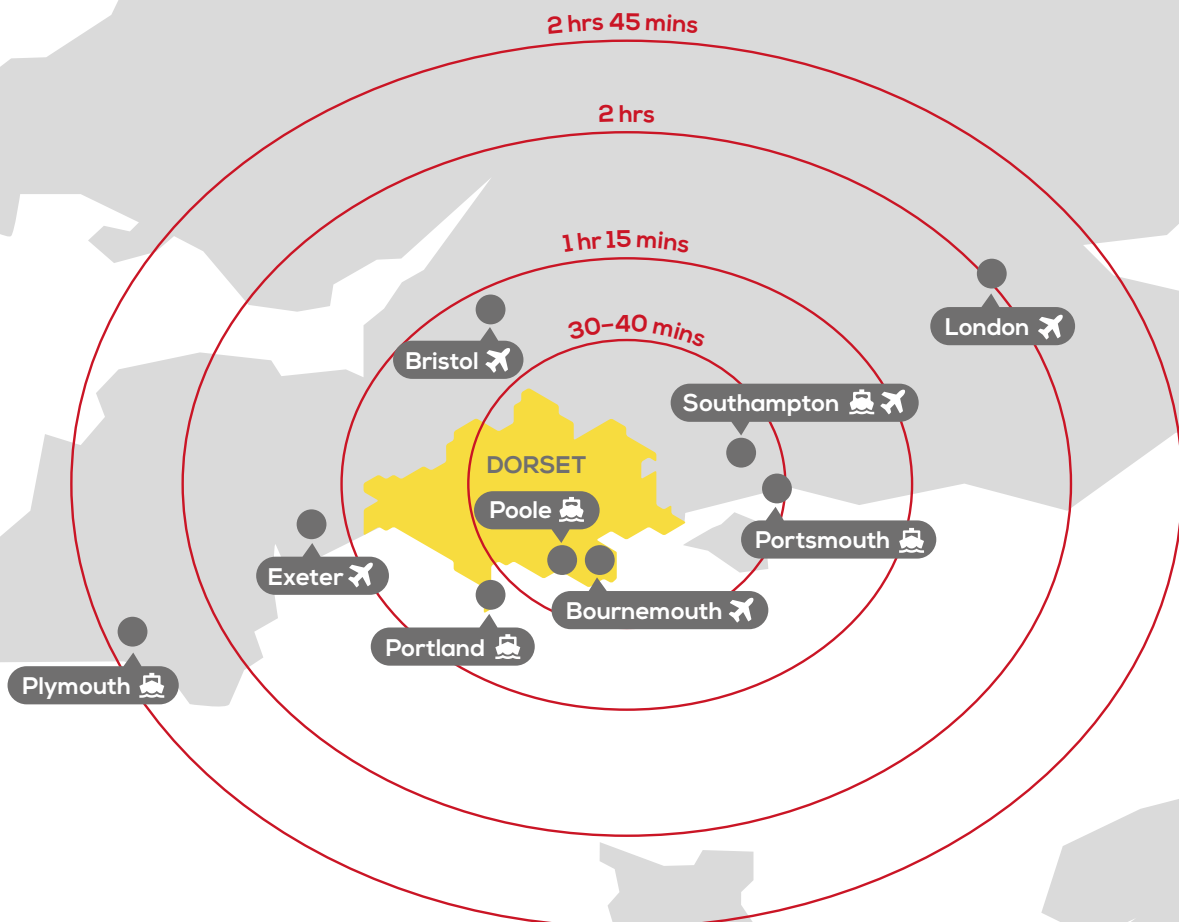 2 hrs 45 mins
2 hrs
1 hr 15 mins
30–40 mins
London
Bristol
Southampton
DORSET
Poole
Portsmouth
Exeter
Bournemouth
Portland
Plymouth